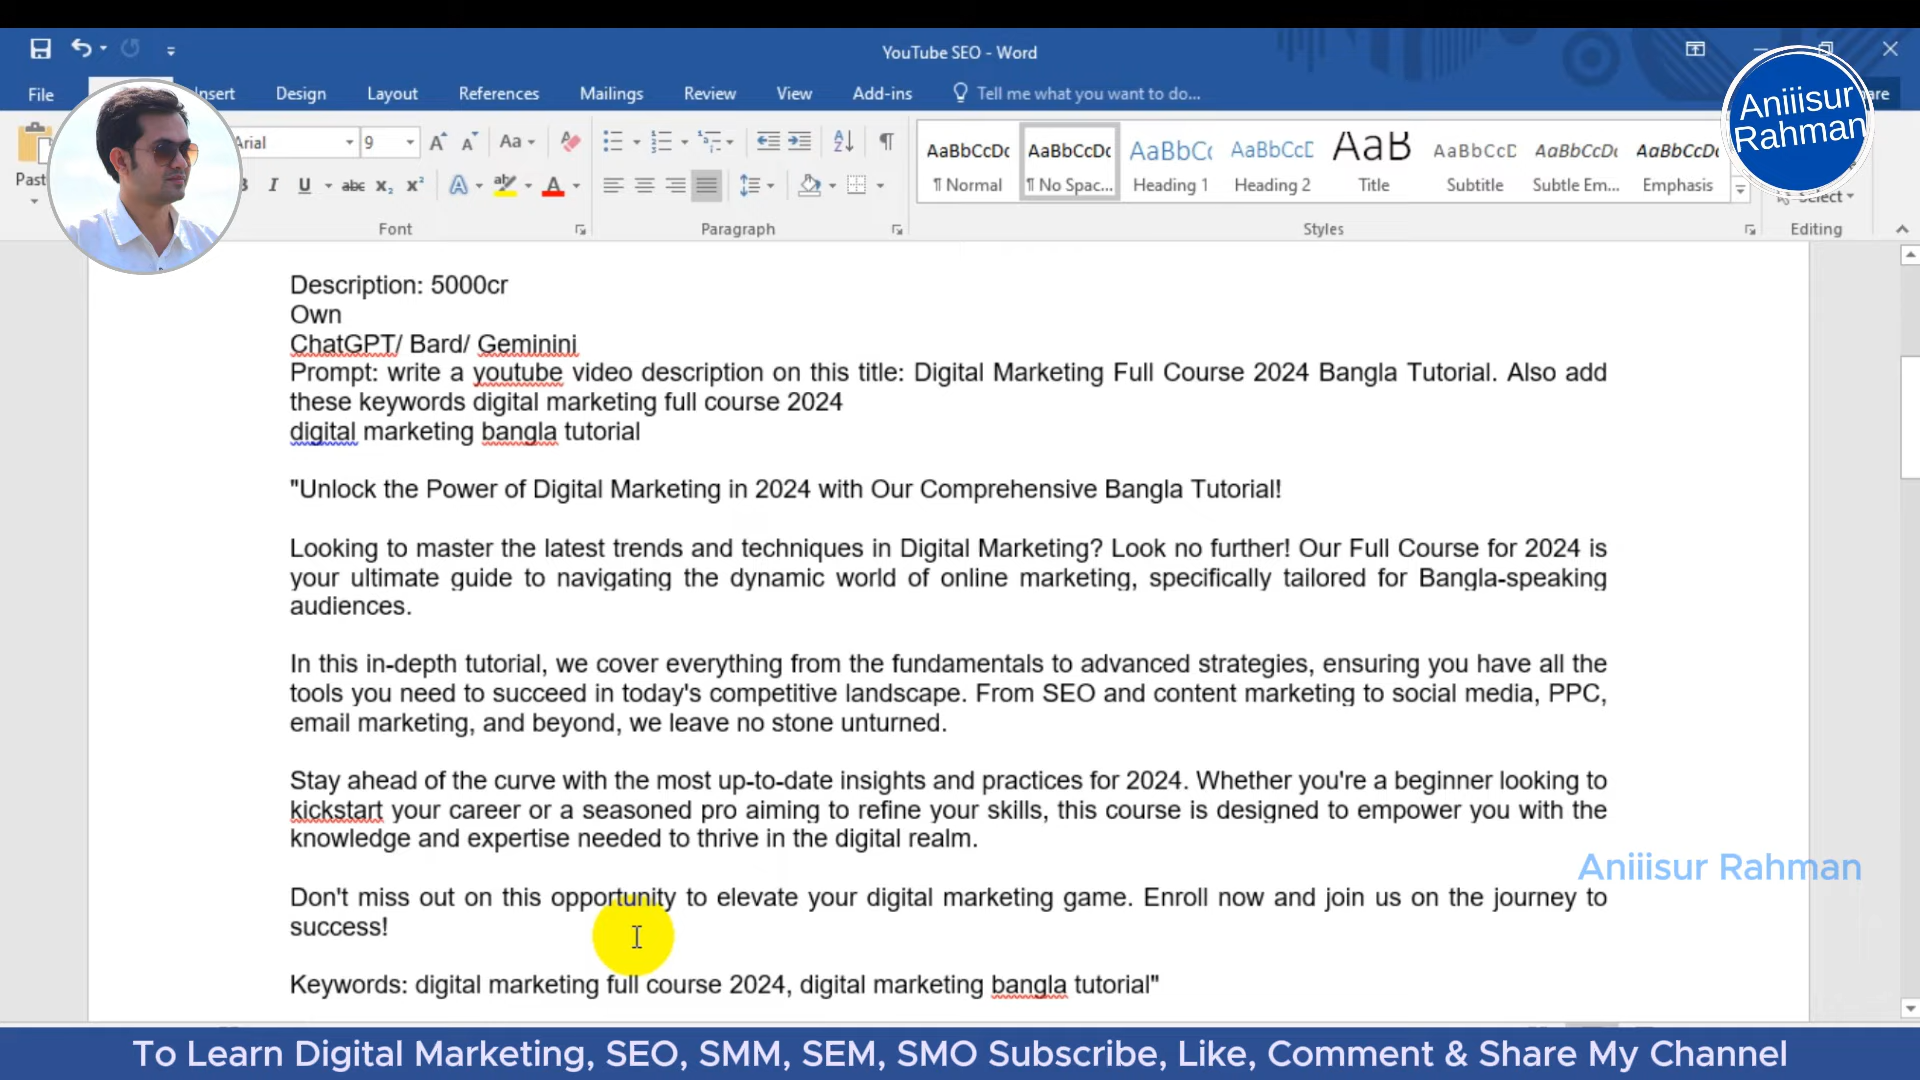 YouTube SEO - Word
File
Insert
Design
Layout
References
Mailings
Review
View
Add-ins
Tell me what you want to do...
Aniiisur
Rahman
Arial
9
Aa
AaBbCcDc
AaBbCcDc
AaBbC
AaBbCcD
AaB
AaBbCcD
AaBbCcDc
AaBbCcDc
¶ Normal
¶ No Spac...
Heading 1
Heading 2
Title
Subtitle
Subtle Em...
Emphasis
Select
Font
Paragraph
Styles
Editing
Description: 5000cr
Own
ChatGPT/ Bard/ Geminini
Prompt: write a youtube video description on this title: Digital Marketing Full Course 2024 Bangla Tutorial. Also add
these keywords digital marketing full course 2024
digital marketing bangla tutorial
"Unlock the Power of Digital Marketing in 2024 with Our Comprehensive Bangla Tutorial!
Looking to master the latest trends and techniques in Digital Marketing? Look no further! Our Full Course for 2024 is
your ultimate guide to navigating the dynamic world of online marketing, specifically tailored for Bangla-speaking
audiences.
In this in-depth tutorial, we cover everything from the fundamentals to advanced strategies, ensuring you have all the
tools you need to succeed in today's competitive landscape. From SEO and content marketing to social media, PPC,
email marketing, and beyond, we leave no stone unturned.
Stay ahead of the curve with the most up-to-date insights and practices for 2024. Whether you're a beginner looking to
kickstart your career or a seasoned pro aiming to refine your skills, this course is designed to empower you with the
knowledge and expertise needed to thrive in the digital realm.
Aniiisur Rahman
Don't miss out on this opportunity to elevate your digital marketing game. Enroll now and join us on the journey to
success!
Keywords: digital marketing full course 2024, digital marketing bangla tutorial"
To Learn Digital Marketing, SEO, SMM, SEM, SMO Subscribe, Like, Comment & Share My Channel